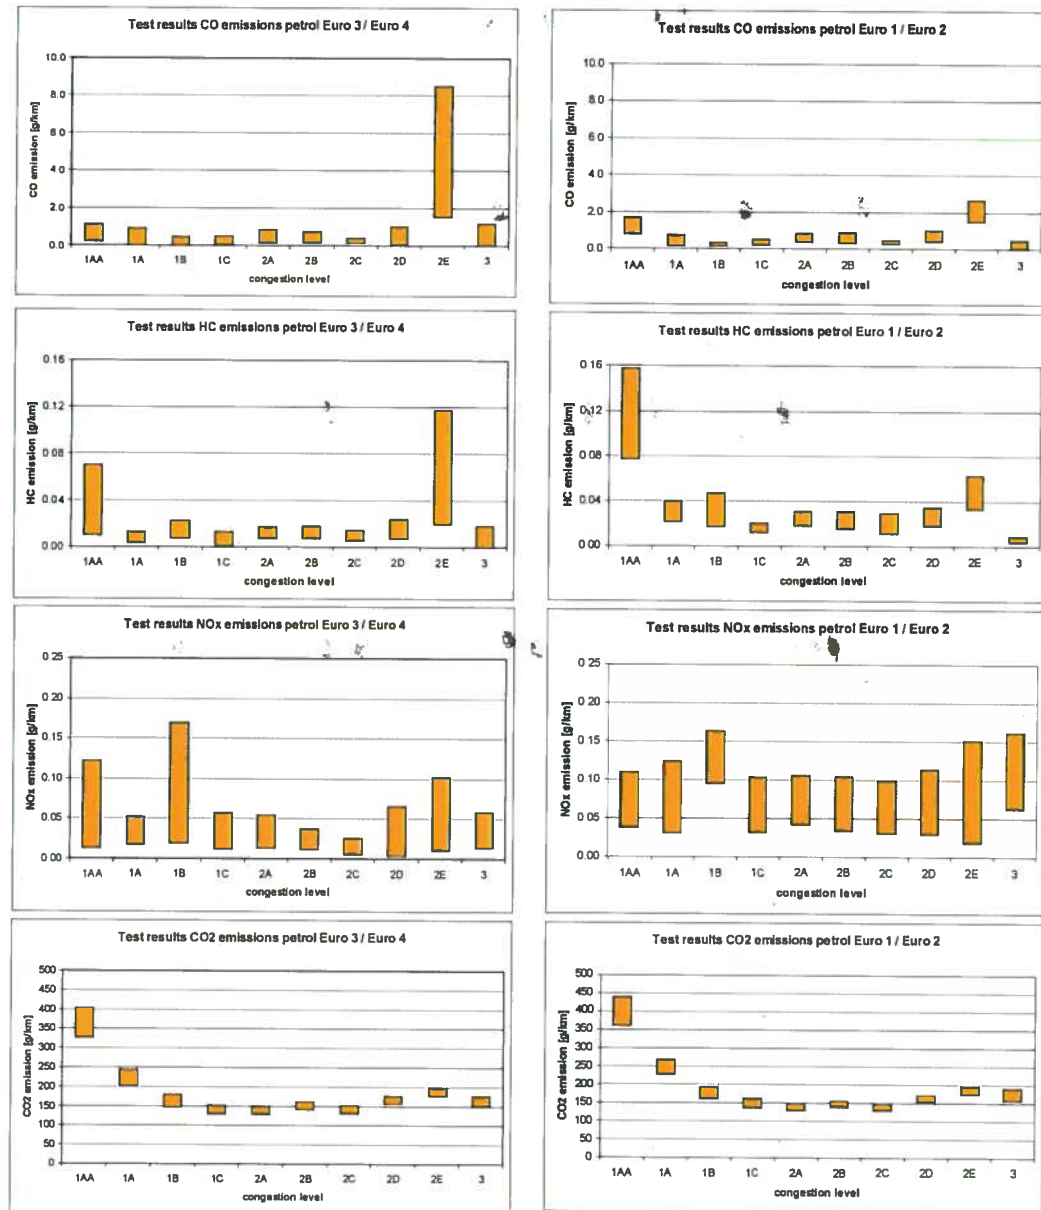 Test results CO emissions petrol Euro 3 / Euro 4
10.0
8.0
6.0
4.0
2.0
0.0
CO emission [g/km]
1AA 1A 1B 1C 2A 2B 2C 2D 2E 3
congestion level
Test results CO emissions petrol Euro 1 / Euro 2
10.0
8.0
6.0
4.0
2.0
0.0
CO emission [g/km]
1AA 1A 1B 1C 2A 2B 2C 2D 2E 3
congestion level
Test results HC emissions petrol Euro 3 / Euro 4
0.16
0.12
0.08
0.04
0.00
HC emission [g/km]
1AA 1A 1B 1C 2A 2B 2C 2D 2E 3
congestion level
Test results HC emissions petrol Euro 1 / Euro 2
0.16
0.12
0.08
0.04
0.00
HC emission [g/km]
1AA 1A 1B 1C 2A 2B 2C 2D 2E 3
congestion level
Test results NOx emissions petrol Euro 3 / Euro 4
0.25
0.20
0.15
0.10
0.05
0.00
NOx emission [g/km]
1AA 1A 1B 1C 2A 2B 2C 2D 2E 3
congestion level
Test results NOx emissions petrol Euro 1 / Euro 2
0.25
0.20
0.15
0.10
0.05
0.00
NOx emission [g/km]
1AA 1A 1B 1C 2A 2B 2C 2D 2E 3
congestion level
Test results CO2 emissions petrol Euro 3 / Euro 4
500
450
400
350
300
250
200
150
100
50
0
CO2 emission [g/km]
1AA 1A 1B 1C 2A 2B 2C 2D 2E 3
congestion level
Test results CO2 emissions petrol Euro 1 / Euro 2
500
450
400
350
300
250
200
150
100
50
0
CO2 emission [g/km]
1AA 1A 1B 1C 2A 2B 2C 2D 2E 3
congestion level